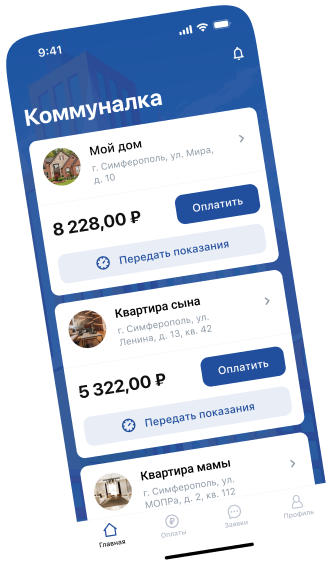 9:41
Коммуналка
Мой дом
г. Симферополь, ул. Мира,
д. 10
8 228,00 ₽
Оплатить
Передать показания
Квартира сына
г. Симферополь, ул.
Ленина, д. 13, кв. 42
5 322,00 ₽
Оплатить
Передать показания
Квартира мамы
г. Симферополь, ул.
МОПРа, д. 2, кв. 112
Главная
Оплаты
Заявки
Профиль